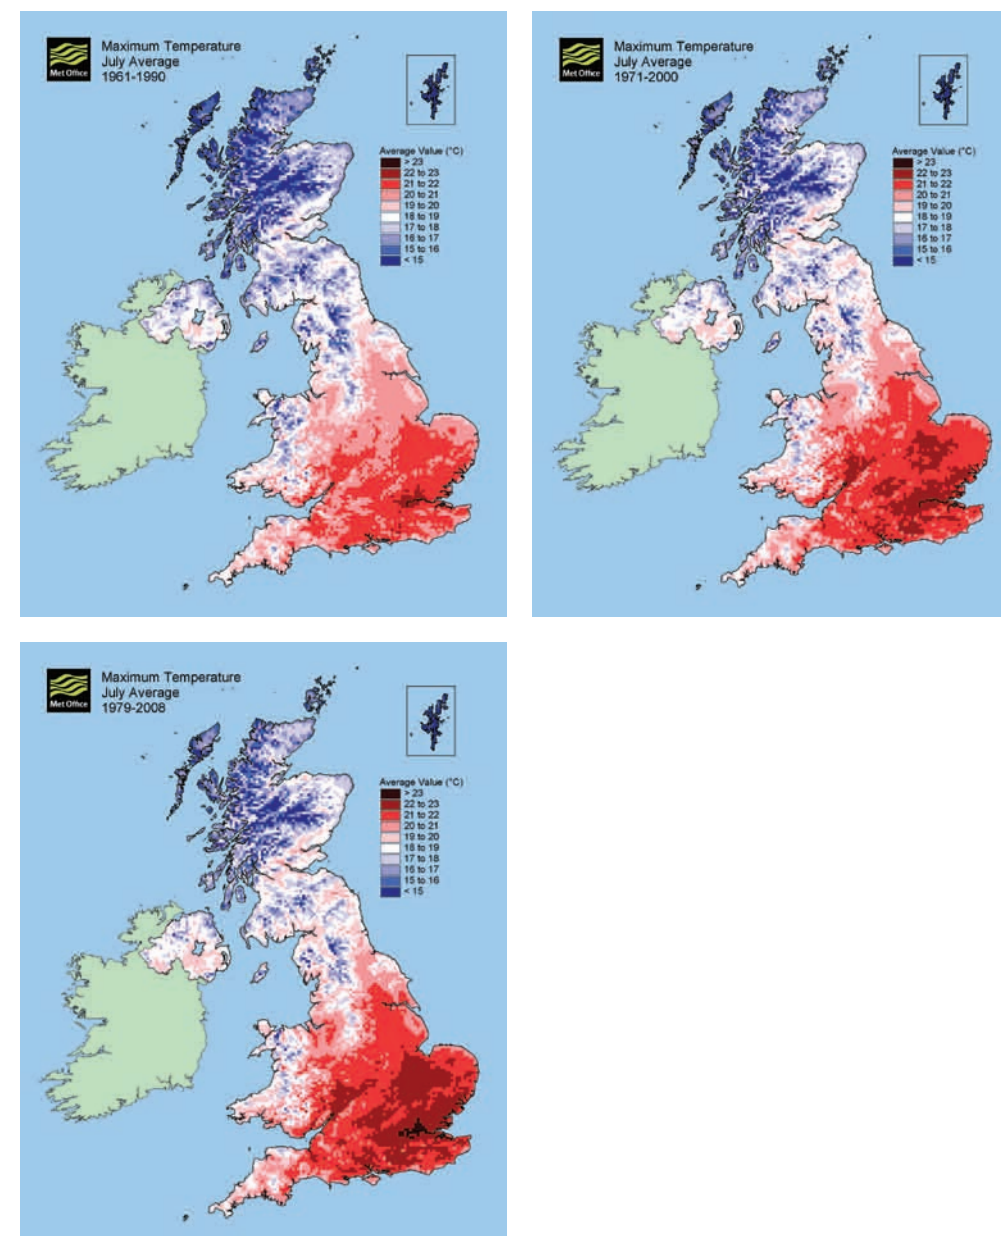 Met Office
Maximum Temperature
July Average
1961-1990
Average Value (°C)
> 23
22 to 23
21 to 22
20 to 21
19 to 20
18 to 19
17 to 18
16 to 17
15 to 16
< 15
Met Office
Maximum Temperature
July Average
1971-2000
Average Value (°C)
> 23
22 to 23
21 to 22
20 to 21
19 to 20
18 to 19
17 to 18
16 to 17
15 to 16
< 15
Met Office
Maximum Temperature
July Average
1979-2008
Average Value (°C)
> 23
22 to 23
21 to 22
20 to 21
19 to 20
18 to 19
17 to 18
16 to 17
15 to 16
< 15